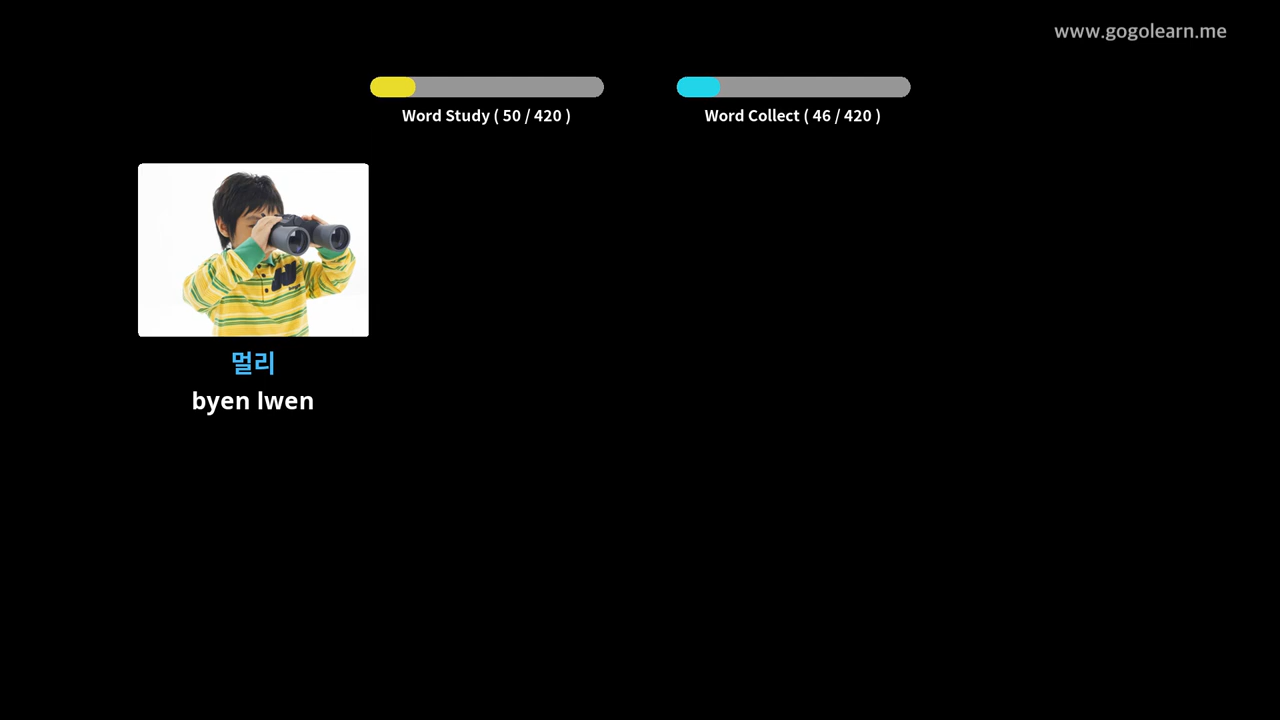 www.gogolearn.me
Word Study ( 50 / 420 )
Word Collect ( 46 / 420 )
멀리
byen lwen